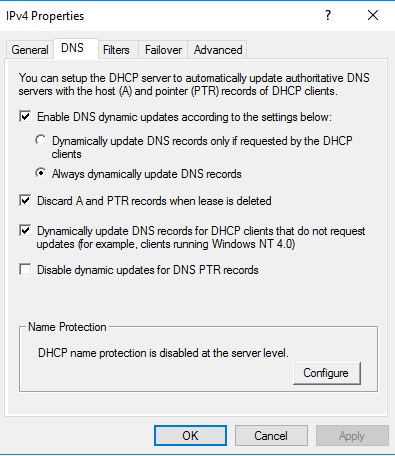 IPv4 Properties
?
General
DNS
Filters
Failover
Advanced
You can setup the DHCP server to automatically update authoritative DNS
servers with the host (A) and pointer (PTR) records of DHCP clients.
Enable DNS dynamic updates according to the settings below:
Dynamically update DNS records only if requested by the DHCP
clients
Always dynamically update DNS records
Discard A and PTR records when lease is deleted
Dynamically update DNS records for DHCP clients that do not request
updates (for example, clients running Windows NT 4.0)
Disable dynamic updates for DNS PTR records
Name Protection
DHCP name protection is disabled at the server level.
Configure
OK
Cancel
Apply